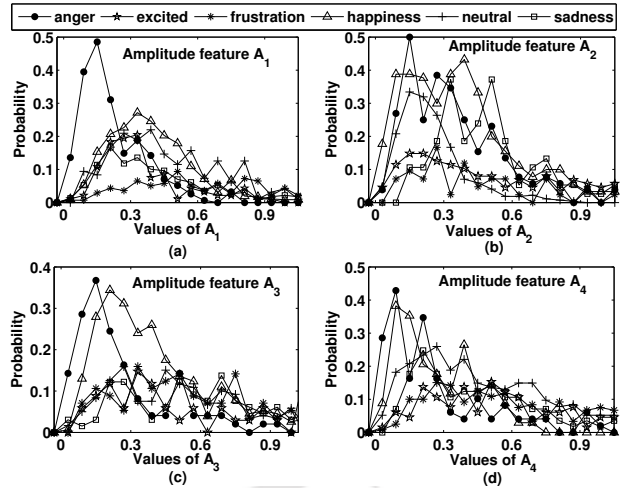 anger excited frustration happiness neutral sadness
Amplitude feature A1
Probability
0.5
0.4
0.3
0.2
0.1
0
0 0.3 0.6 0.9
Values of A1
(a)
Amplitude feature A2
Probability
0.5
0.4
0.3
0.2
0.1
0
0 0.3 0.6 0.9
Values of A2
(b)
Amplitude feature A3
Probability
0.4
0.3
0.2
0.1
0
0 0.3 0.6 0.9
Values of A3
(c)
Amplitude feature A4
Probability
0.5
0.4
0.3
0.2
0.1
0
0 0.3 0.6 0.9
Values of A4
(d)